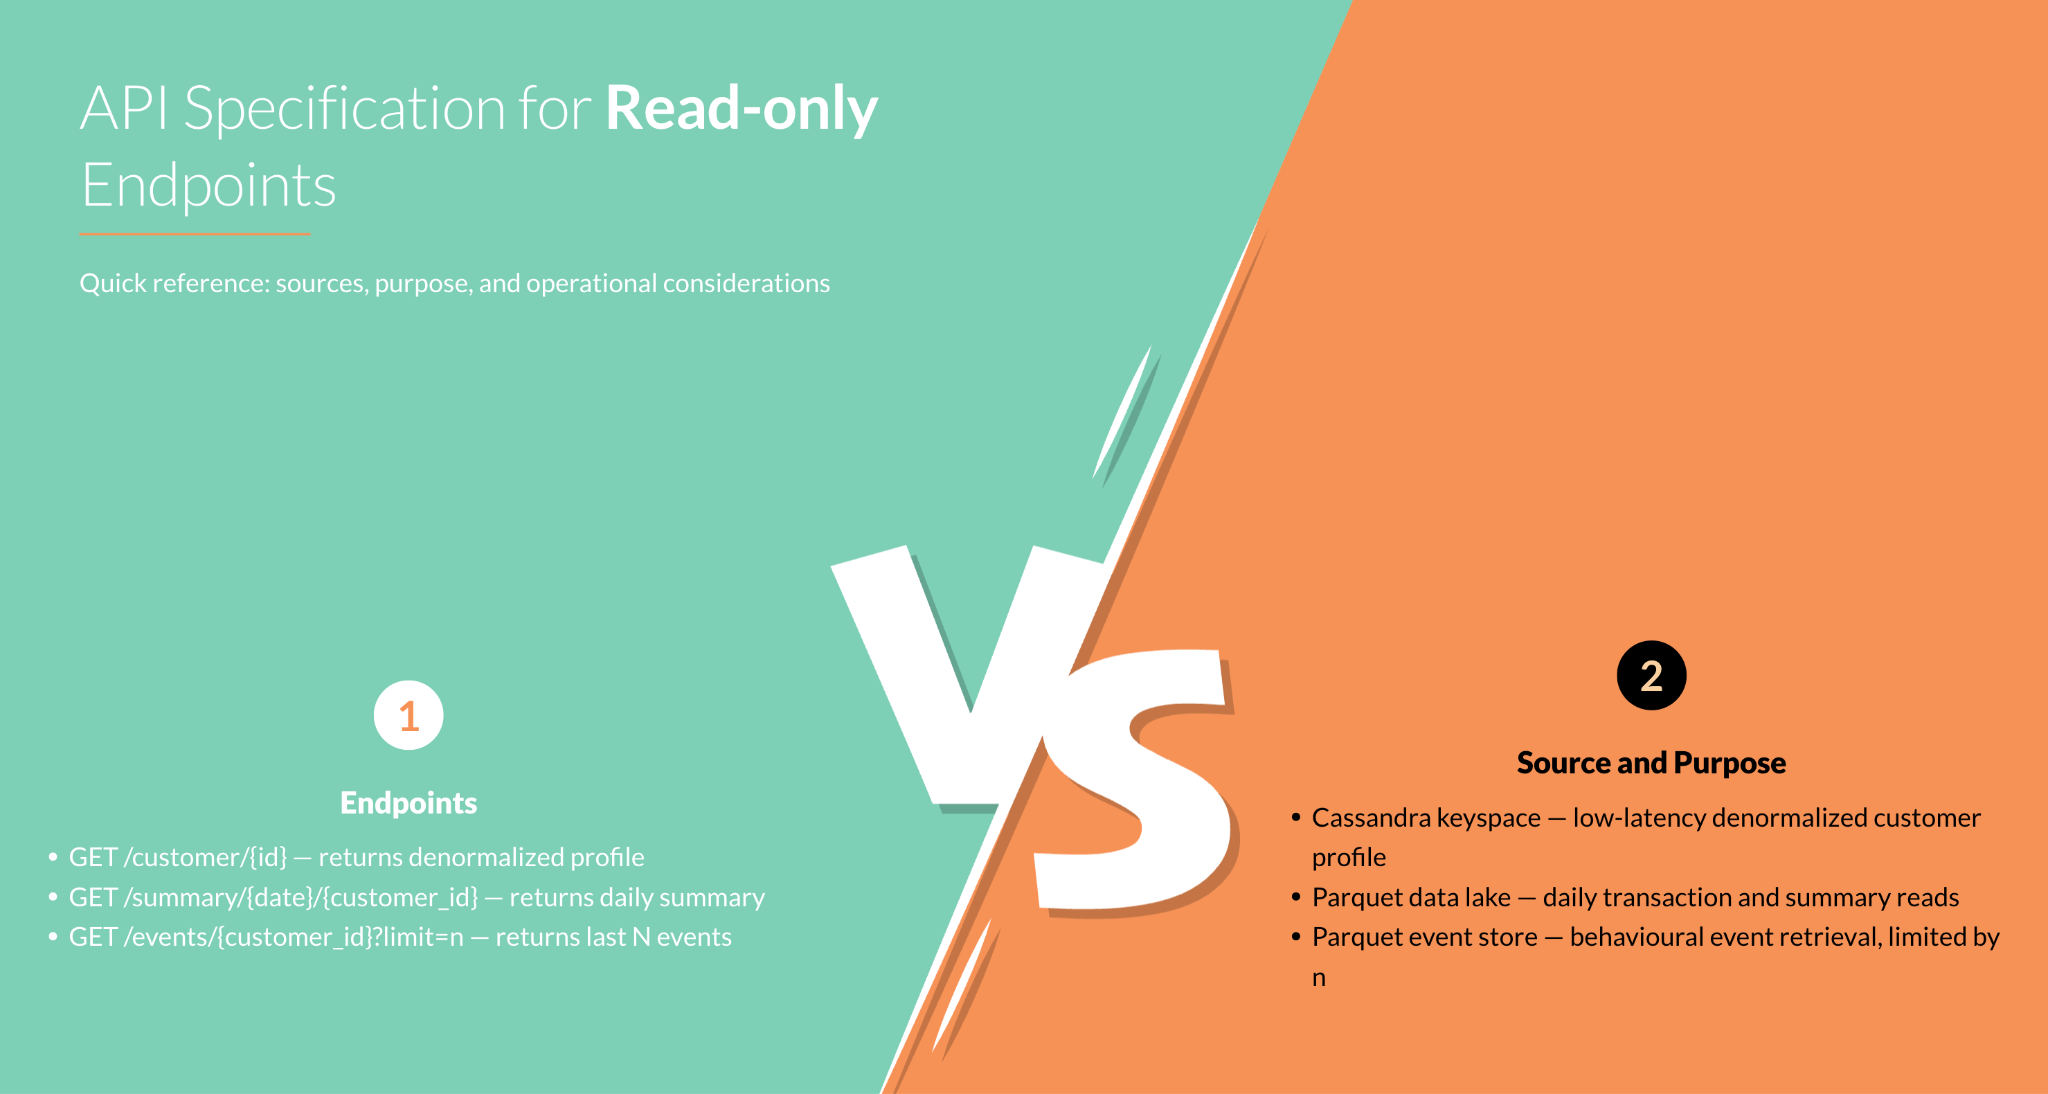 API Specification for Read-only
Endpoints
Quick reference: sources, purpose, and operational considerations
VS
1
Endpoints
• GET /customer/{id} — returns denormalized profile
• GET /summary/{date}/{customer_id} — returns daily summary
• GET /events/{customer_id}?limit=n — returns last N events
2
Source and Purpose
• Cassandra keyspace — low-latency denormalized customer
profile
• Parquet data lake — daily transaction and summary reads
• Parquet event store — behavioural event retrieval, limited by
n